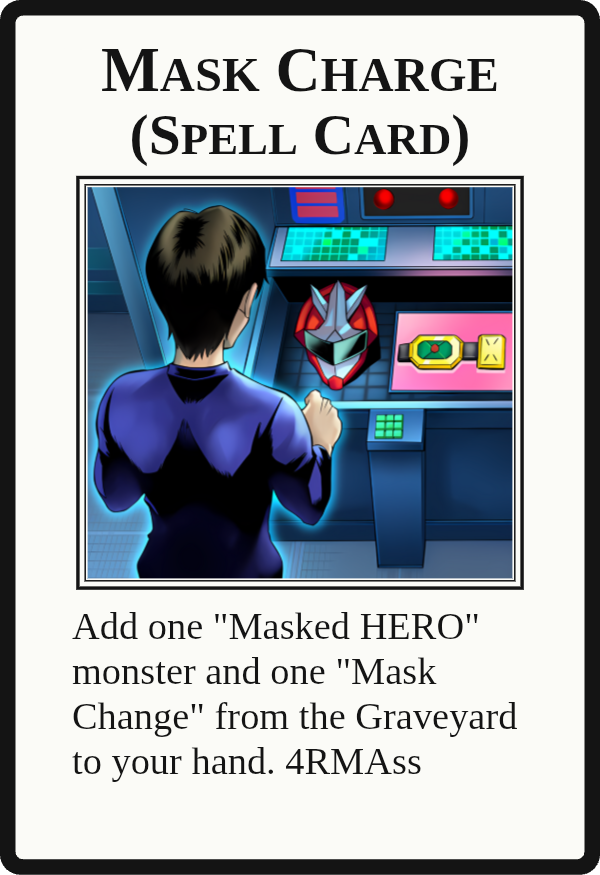 Mask Charge
(Spell Card)
Add one "Masked HERO"
monster and one "Mask
Change" from the Graveyard
to your hand. 4RMAss